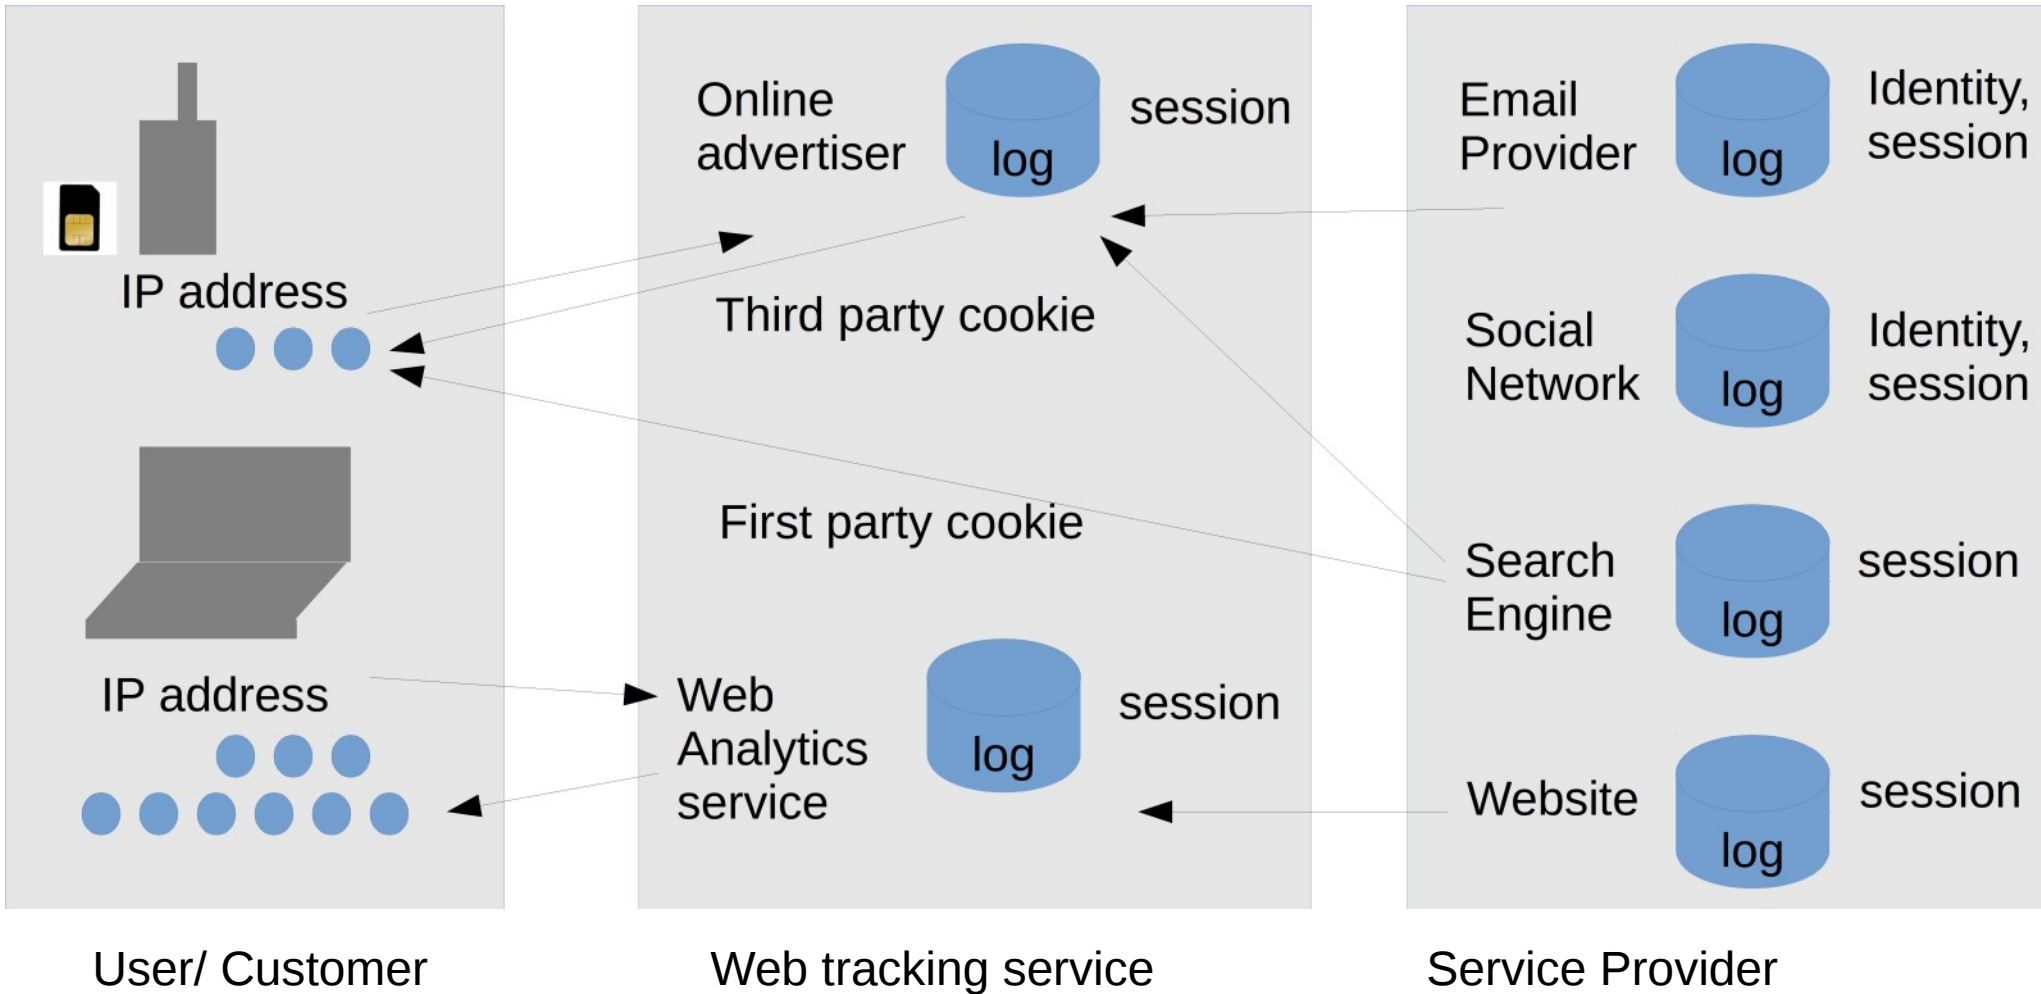 Online
advertiser
log
session
Email
Provider
log
Identity,
session
IP address
Third party cookie
Social
Network
log
Identity,
session
First party cookie
Search
Engine
log
session
IP address
Web
Analytics
service
log
session
Website
log
session
User/ Customer
Web tracking service
Service Provider